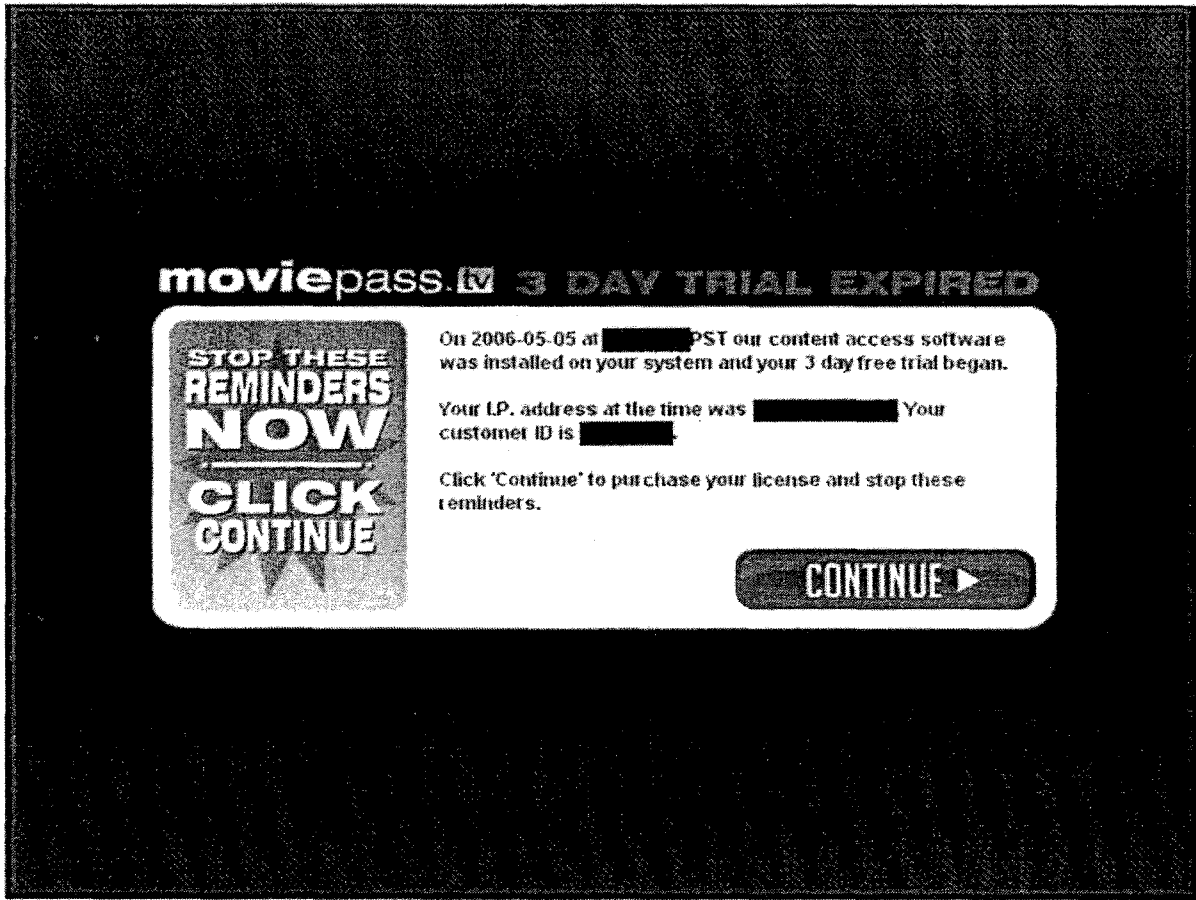 moviepass.tv 3 DAY TRIAL EXPIRED
STOP THESE
REMINDERS
NOW
CLICK
CONTINUE
On 2006-05-05 at PST our content access software
was installed on your system and your 3 day free trial began.
Your I.P. address at the time was Your
customer ID is .
Click 'Continue' to purchase your license and stop these
reminders.
CONTINUE